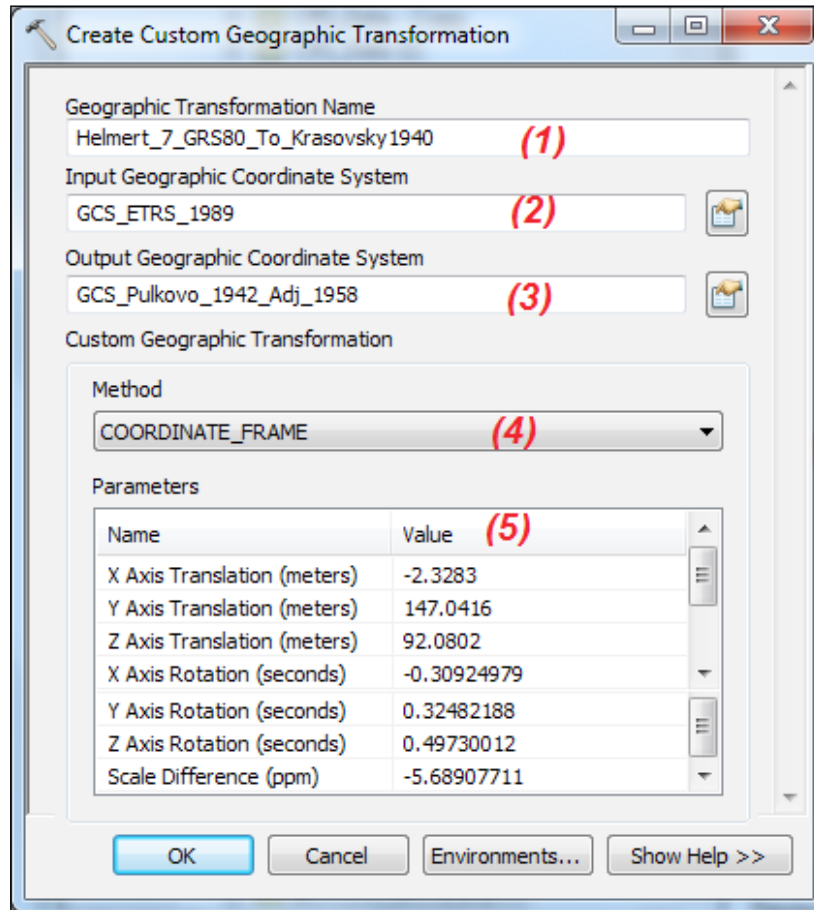 Create Custom Geographic Transformation
Geographic Transformation Name
Helmert_7_GRS80_To_Krasovsky1940 (1)
Input Geographic Coordinate System
GCS_ETRS_1989 (2)
Output Geographic Coordinate System
GCS_Pulkovo_1942_Adj_1958 (3)
Custom Geographic Transformation
Method
COORDINATE_FRAME (4)
Parameters
Name Value (5)
X Axis Translation (meters) -2.3283
Y Axis Translation (meters) 147.0416
Z Axis Translation (meters) 92.0802
X Axis Rotation (seconds) -0.30924979
Y Axis Rotation (seconds) 0.32482188
Z Axis Rotation (seconds) 0.49730012
Scale Difference (ppm) -5.68907711
OK Cancel Environments... Show Help >>